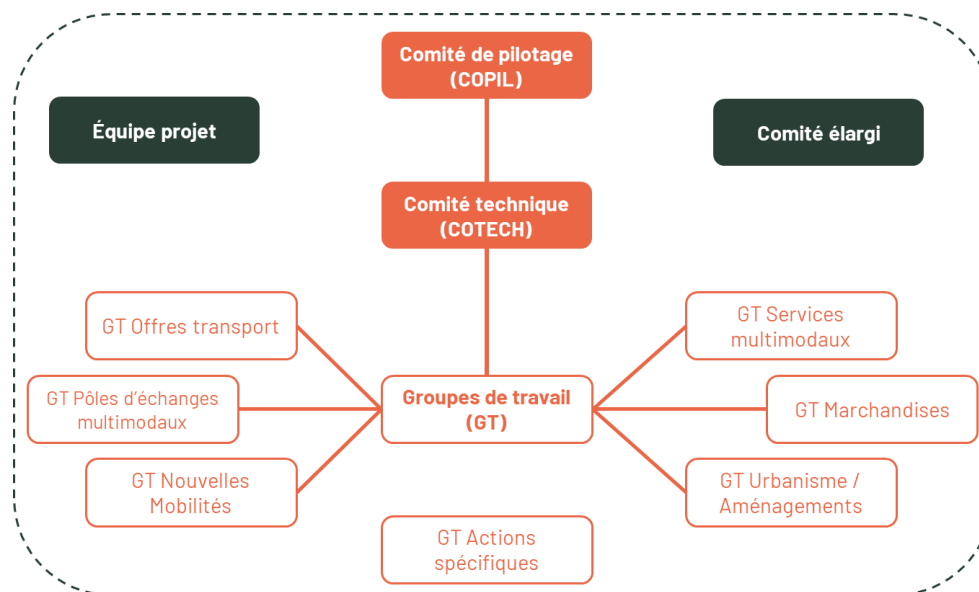 Comité de pilotage
(COPIL)
Équipe projet
Comité élargi
Comité technique
(COTECH)
GT Offres transport
GT Services
multimodaux
GT Pôles d'échanges
multimodaux
Groupes de travail
(GT)
GT Marchandises
GT Nouvelles
Mobilités
GT Urbanisme /
Aménagements
GT Actions
spécifiques